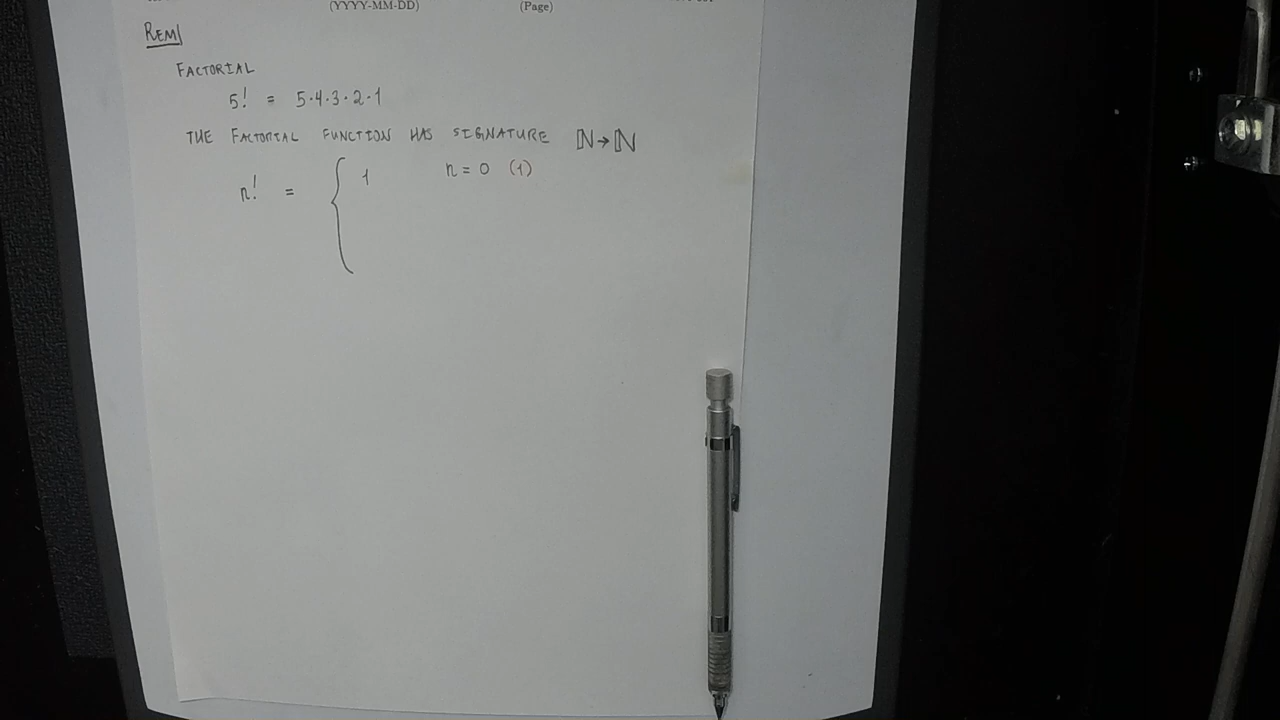 (YYYY-MM-DD) (Page)
REM
FACTORIAL
5! = 5·4·3·2·1
THE FACTORIAL FUNCTION HAS SIGNATURE ℕ→ℕ
n! = { 1 n = 0 (1)